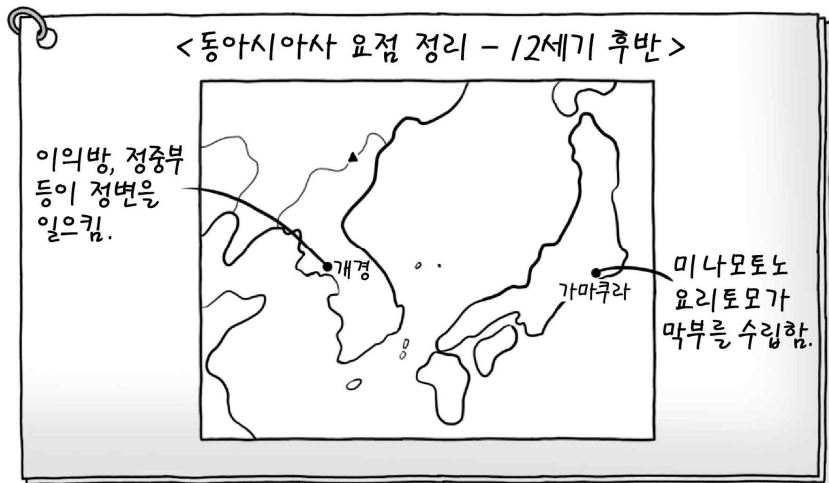 <동아시아사 요점 정리 - 12세기 후반>
이의방, 정중부
등이 정변을
일으킴.
개경
가마쿠라
미나모토노
요리토모가
막부를 수립함.